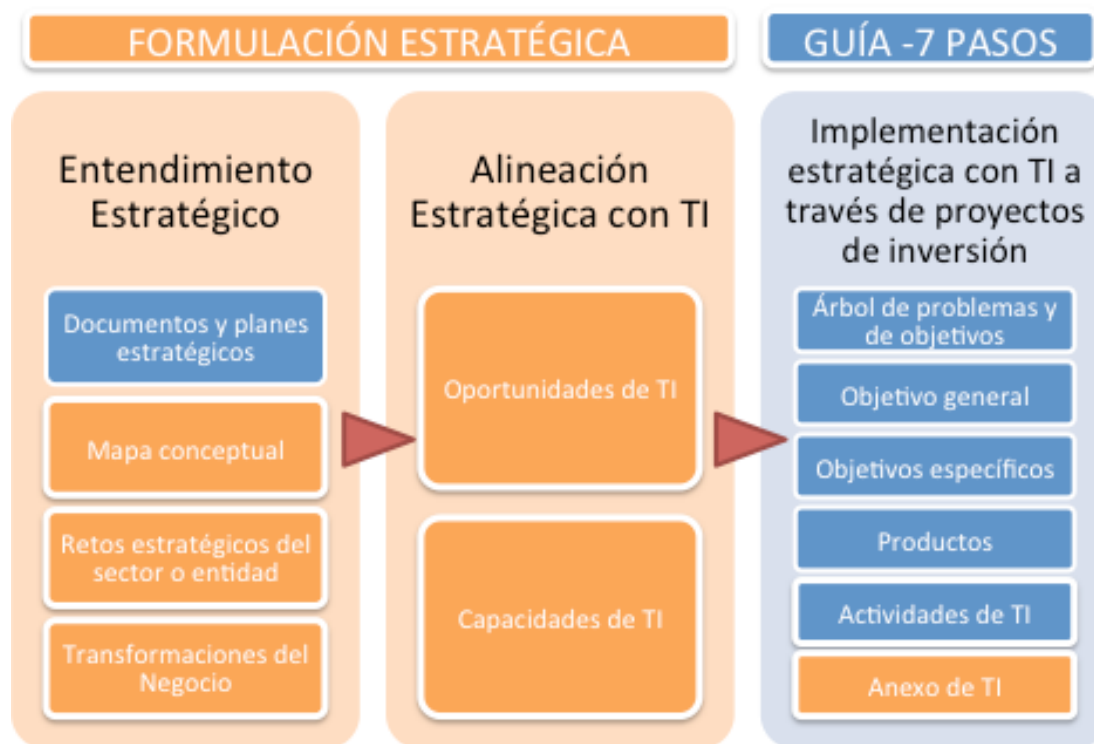 FORMULACIÓN ESTRATÉGICA
GUÍA -7 PASOS
Entendimiento
Estratégico
Documentos y planes
estratégicos
Mapa conceptual
Retos estratégicos del
sector o entidad
Transformaciones del
Negocio
Alineación
Estratégica con TI
Oportunidades de TI
Capacidades de TI
Implementación
estratégica con TI a
través de proyectos
de inversión
Árbol de problemas y
de objetivos
Objetivo general
Objetivos específicos
Productos
Actividades de TI
Anexo de TI